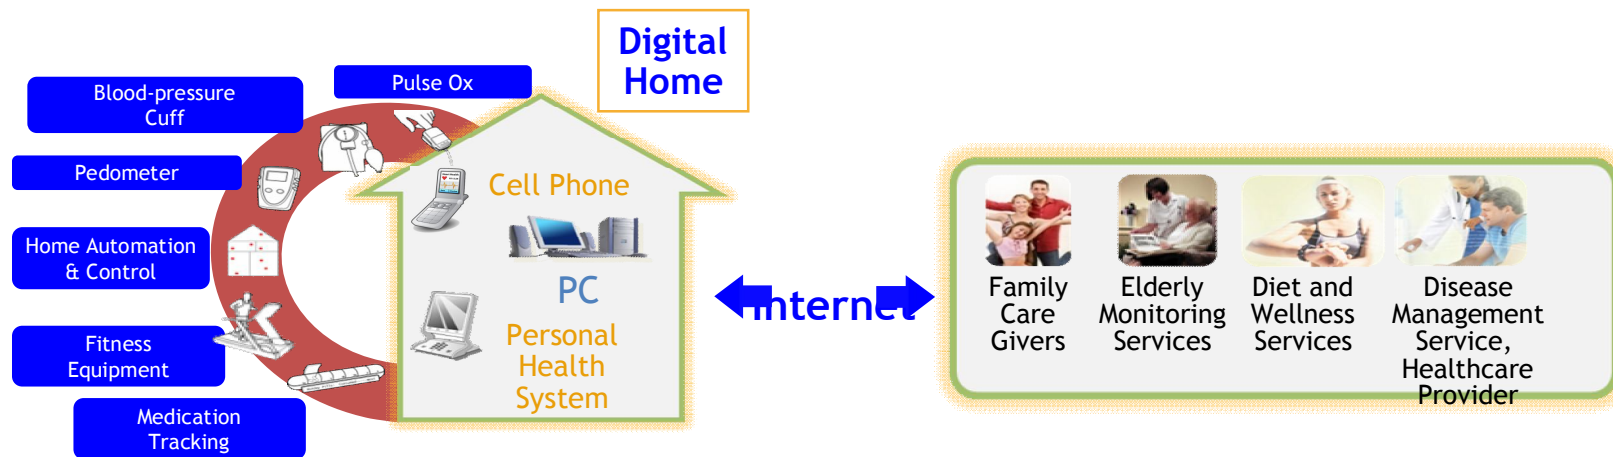 Digital
Home
Pulse Ox
Blood-pressure
Cuff
Pedometer
Home Automation
& Control
Fitness
Equipment
Medication
Tracking
Cell Phone
PC
Personal
Health
System
internet
Family
Care
Givers
Elderly
Monitoring
Services
Diet and
Wellness
Services
Disease
Management
Service,
Healthcare
Provider